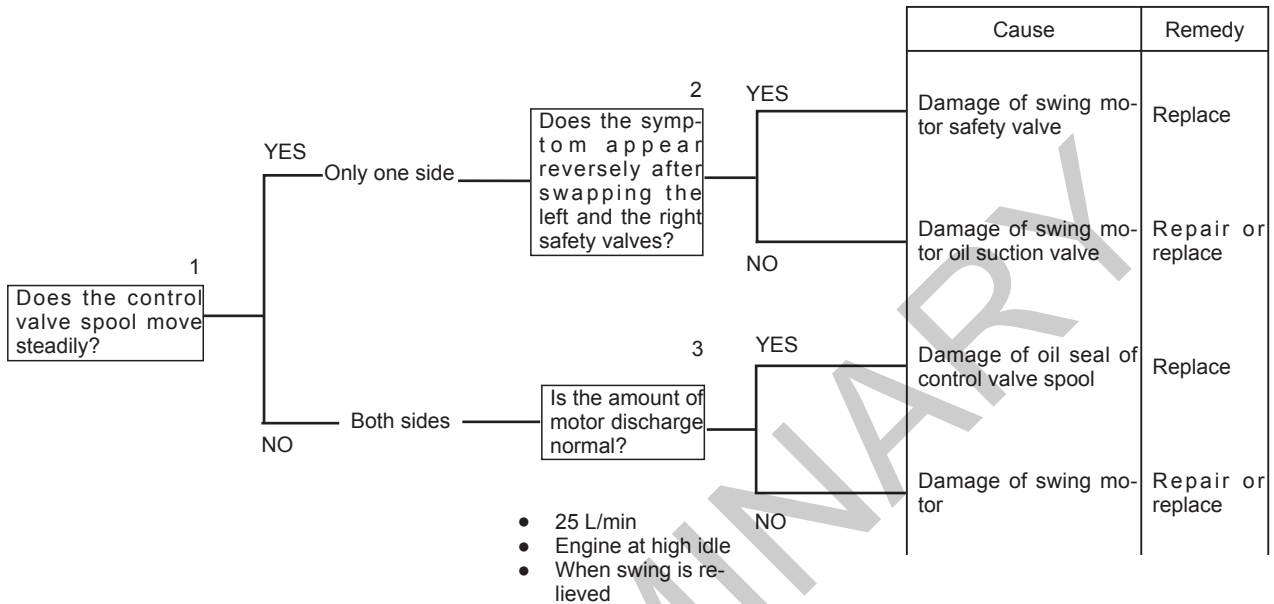 Cause
Remedy
1
Does the control
valve spool move
steadily?
YES
Only one side
2
Does the symp-
tom appear
reversely after
swapping the
left and the right
safety valves?
YES
Damage of swing mo-
tor safety valve
Replace
NO
Damage of swing mo-
tor oil suction valve
Repair or
replace
NO
Both sides
3
Is the amount of
motor discharge
normal?
● 25 L/min
● Engine at high idle
● When swing is re-
lieved
YES
Damage of oil seal of
control valve spool
Replace
NO
Damage of swing mo-
tor
Repair or
replace
MINARY